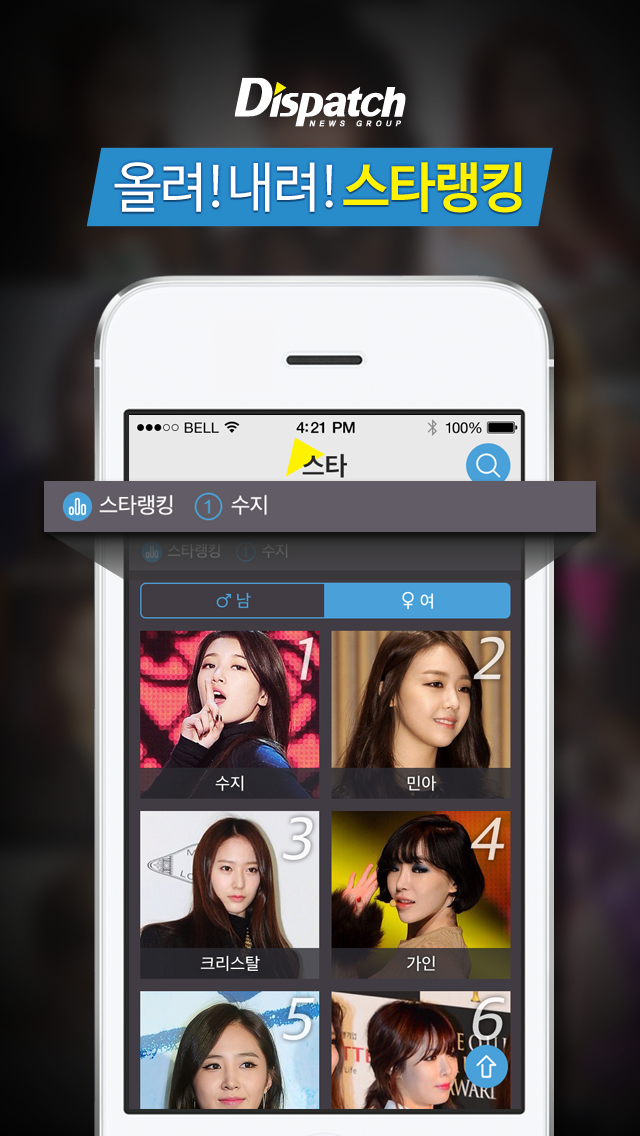 Dispatch
NEWS GROUP
올려! 내려! 스타랭킹
BELL 4:21 PM 100%
스타
스타랭킹 1 수지
스타랭킹 1 수지
♂ 남 ♀ 여
1 2
수지 민아
3 4
크리스탈 가인
5 6
AWAR